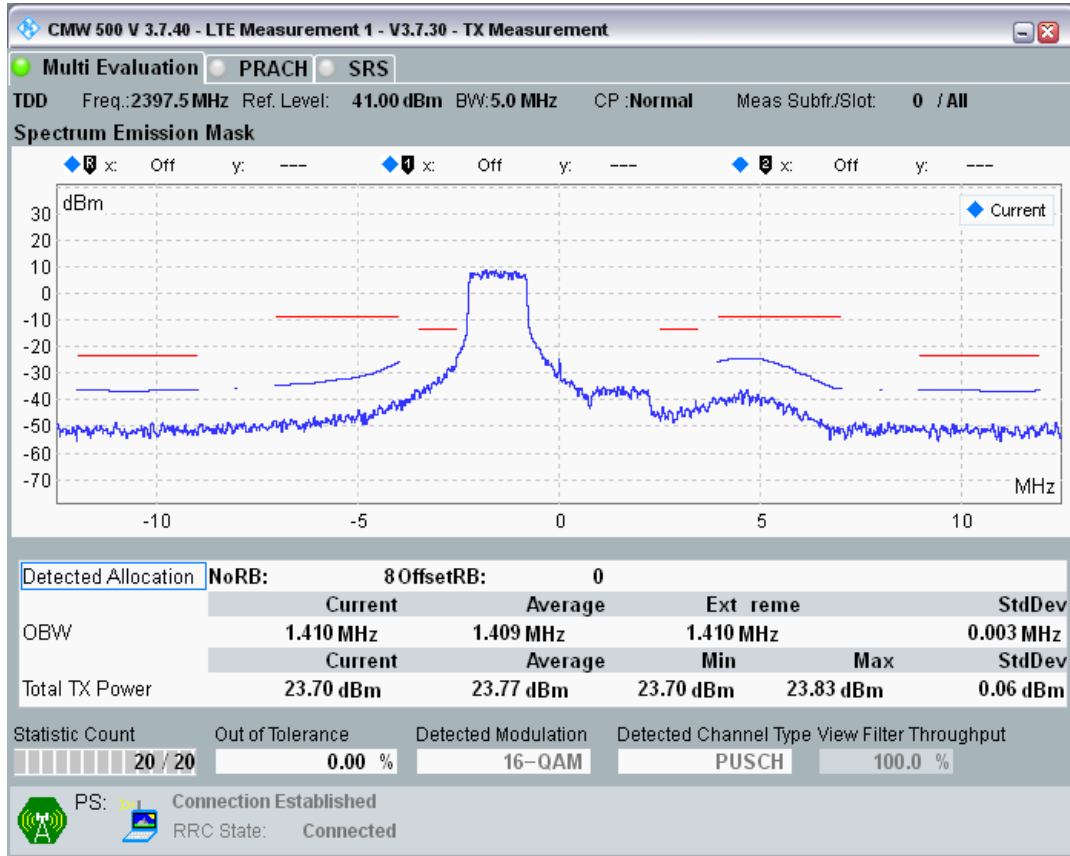 CMW 500 V 3.7.40 - LTE Measurement 1 - V3.7.30 - TX Measurement
Multi Evaluation PRACH SRS
TDD Freq.:2397.5 MHz Ref. Level: 41.00 dBm BW:5.0 MHz CP :Normal Meas Subfr./Slot: 0 / All
Spectrum Emission Mask
R x: Off y: --- 1 x: Off y: --- 2 x: Off y: ---
dBm
Current
30
20
10
0
-10
-20
-30
-40
-50
-60
-70
MHz
-10 -5 0 5 10
Detected Allocation NoRB: 8 OffsetRB: 0
Current Average Ext reme StdDev
OBW 1.410 MHz 1.409 MHz 1.410 MHz 0.003 MHz
Current Average Min Max StdDev
Total TX Power 23.70 dBm 23.77 dBm 23.70 dBm 23.83 dBm 0.06 dBm
Statistic Count Out of Tolerance Detected Modulation Detected Channel Type View Filter Throughput
20 / 20 0.00 % 16-QAM PUSCH 100.0 %
PS: Connection Established
RRC State: Connected